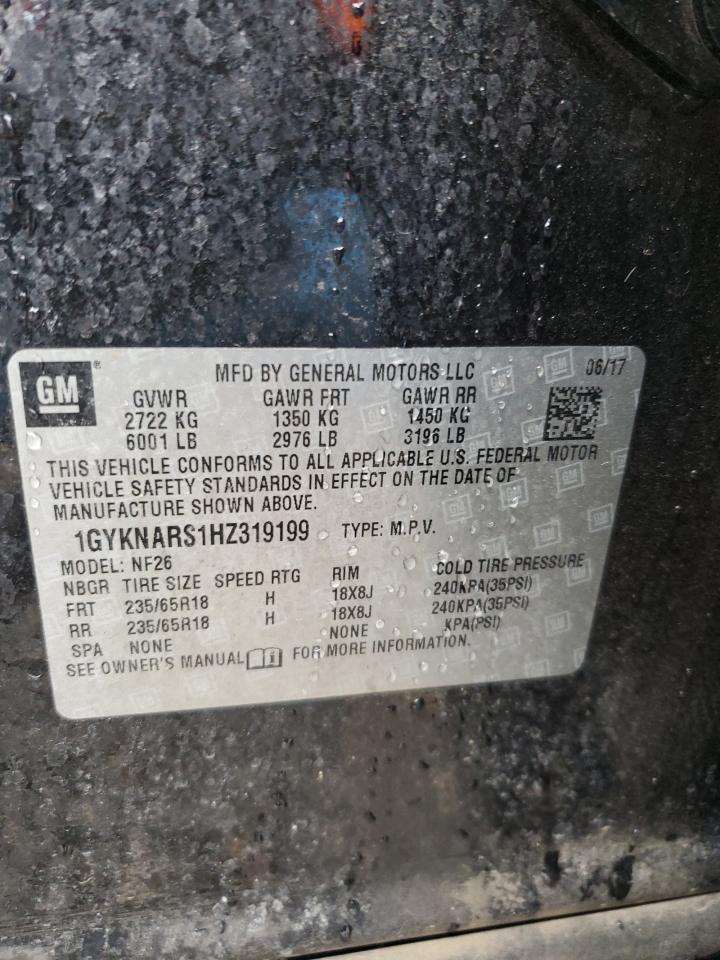 GM ® MFD BY GENERAL MOTORS LLC 06/17
GVWR GAWR FRT GAWR RR
2722 KG 1350 KG 1450 KG
6001 LB 2976 LB 3196 LB
THIS VEHICLE CONFORMS TO ALL APPLICABLE U.S. FEDERAL MOTOR
VEHICLE SAFETY STANDARDS IN EFFECT ON THE DATE OF
MANUFACTURE SHOWN ABOVE.
1GYKNARS1HZ319199 TYPE: M.P.V.
MODEL: NF26
NBGR TIRE SIZE SPEED RTG RIM COLD TIRE PRESSURE
FRT 235/65R18 H 18X8J 240KPA(35PSI)
RR 235/65R18 H 18X8J 240KPA(35PSI)
SPA NONE NONE KPA(PSI)
SEE OWNER'S MANUAL FOR MORE INFORMATION.